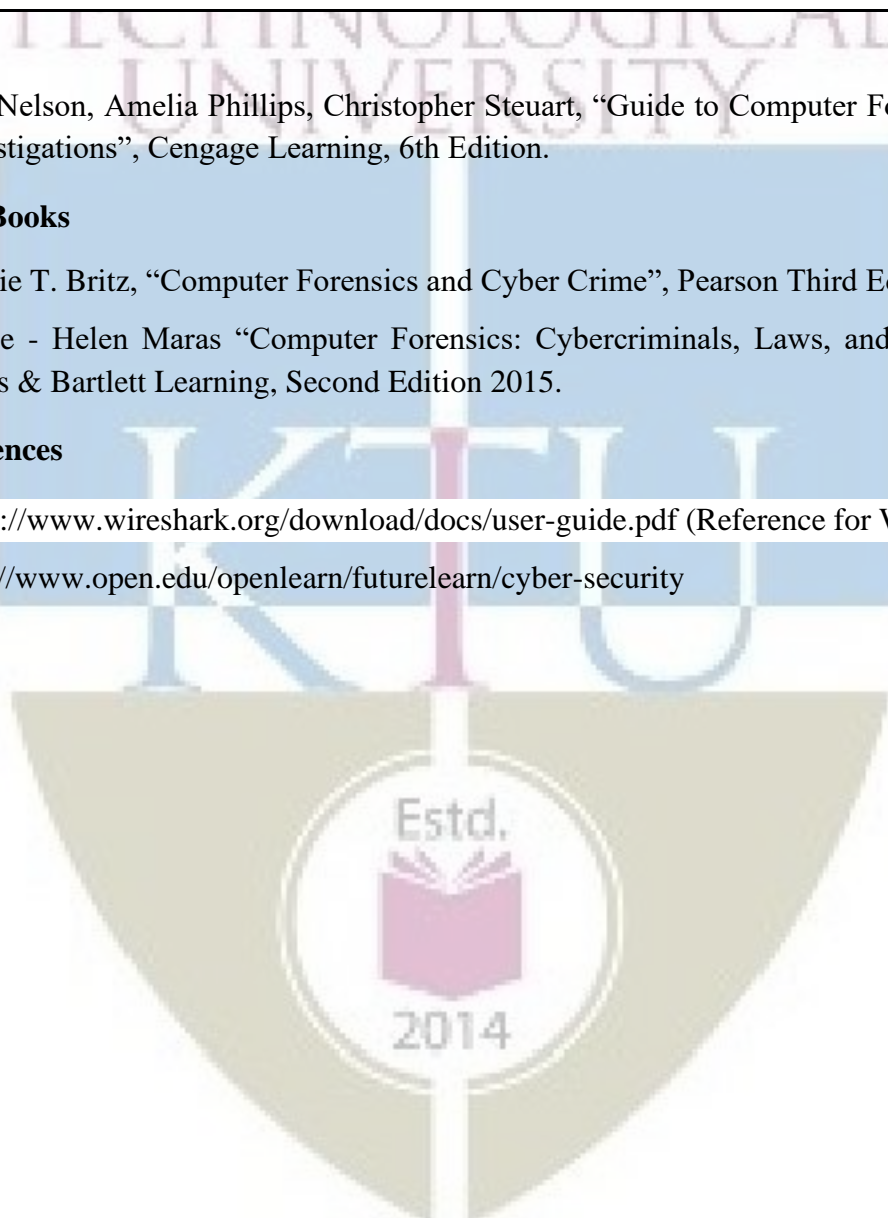 TECHNOLOGICAL
UNIVERSITY
Nelson, Amelia Phillips, Christopher Steuart, “Guide to Computer Fo
stigations”, Cengage Learning, 6th Edition.
Books
ie T. Britz, “Computer Forensics and Cyber Crime”, Pearson Third Ed
e - Helen Maras “Computer Forensics: Cybercriminals, Laws, and
s & Bartlett Learning, Second Edition 2015.
ences
://www.wireshark.org/download/docs/user-guide.pdf (Reference for W
//www.open.edu/openlearn/futurelearn/cyber-security
KTU
Estd.
2014